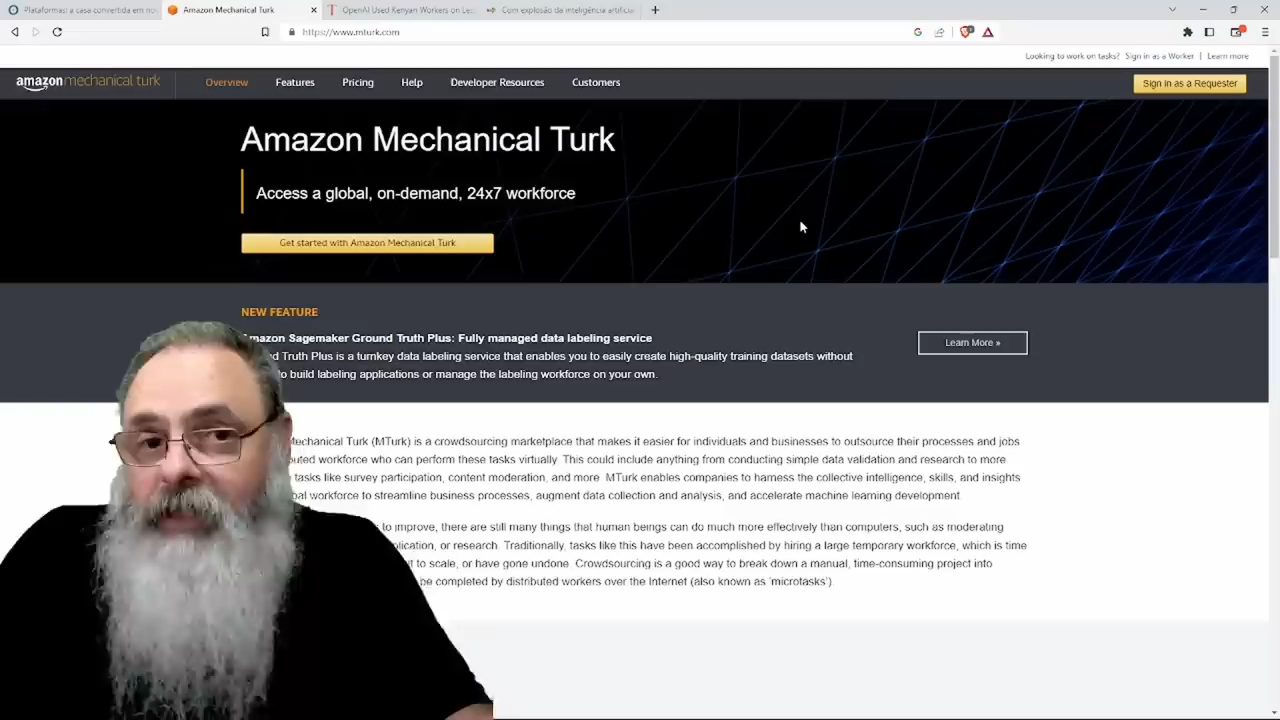 Plataformas: a casa convertida em no
Amazon Mechanical Turk
OpenAI Used Kenyan Workers on Les
Com explosão da inteligência artificia
https://www.mturk.com
Looking to work on tasks? Sign in as a Worker | Learn more
amazon mechanical turk
Overview Features Pricing Help Developer Resources Customers
Sign in as a Requester
Amazon Mechanical Turk
Access a global, on-demand, 24x7 workforce
Get started with Amazon Mechanical Turk
NEW FEATURE
Amazon Sagemaker Ground Truth Plus: Fully managed data labeling service
nd Truth Plus is a turnkey data labeling service that enables you to easily create high-quality training datasets without
to build labeling applications or manage the labeling workforce on your own.
Learn More »
Mechanical Turk (MTurk) is a crowdsourcing marketplace that makes it easier for individuals and businesses to outsource their processes and jobs
uted workforce who can perform these tasks virtually. This could include anything from conducting simple data validation and research to more
tasks like survey participation, content moderation, and more. MTurk enables companies to harness the collective intelligence, skills, and insights
bal workforce to streamline business processes, augment data collection and analysis, and accelerate machine learning development.
to improve, there are still many things that human beings can do much more effectively than computers, such as moderating
lication, or research. Traditionally, tasks like this have been accomplished by hiring a large temporary workforce, which is time
t to scale, or have gone undone. Crowdsourcing is a good way to break down a manual, time-consuming project into
be completed by distributed workers over the Internet (also known as 'microtasks').